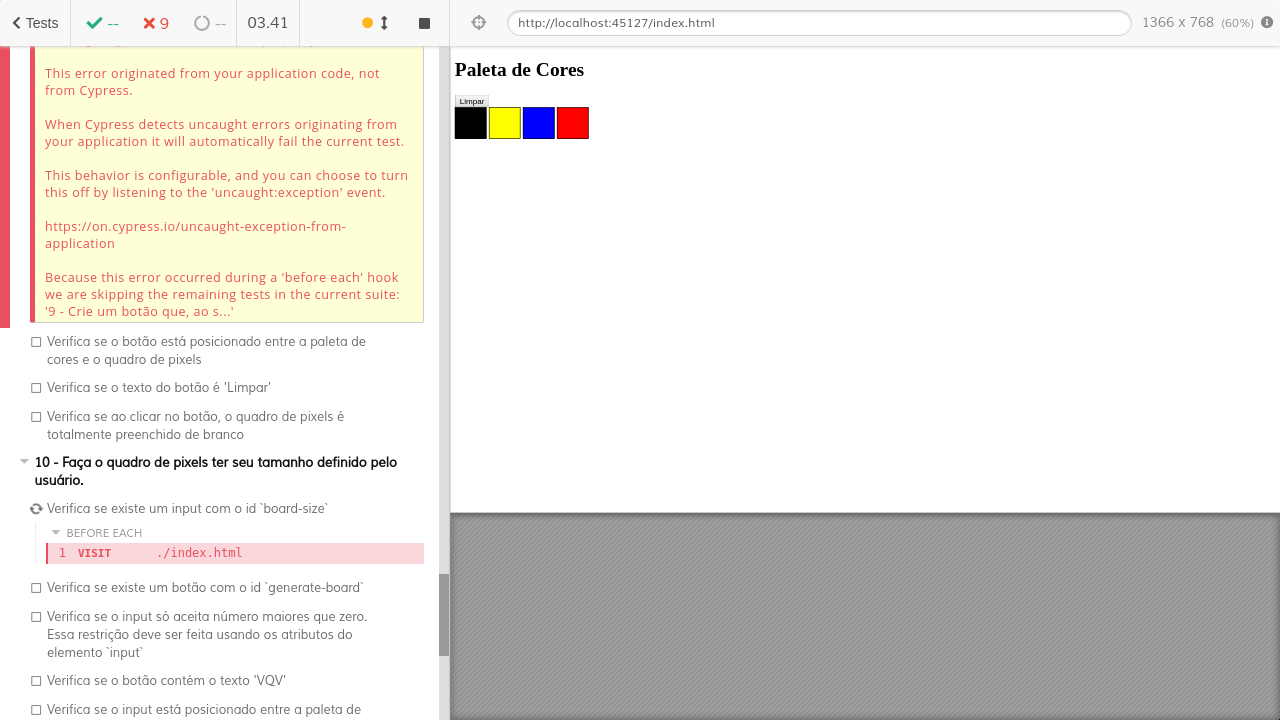 Tests
--
9
--
03.41
http://localhost:45127/index.html
1366 x 768 (60%)
This error originated from your application code, not
from Cypress.
When Cypress detects uncaught errors originating from
your application it will automatically fail the current test.
This behavior is configurable, and you can choose to turn
this off by listening to the 'uncaught:exception' event.
https://on.cypress.io/uncaught-exception-from-
application
Because this error occurred during a 'before each' hook
we are skipping the remaining tests in the current suite:
'9 - Crie um botão que, ao s...'
Verifica se o botão está posicionado entre a paleta de
cores e o quadro de pixels
Verifica se o texto do botão é 'Limpar'
Verifica se ao clicar no botão, o quadro de pixels é
totalmente preenchido de branco
10 - Faça o quadro de pixels ter seu tamanho definido pelo
usuário.
Verifica se existe um input com o id `board-size`
BEFORE EACH
1 VISIT ./index.html
Verifica se existe um botão com o id `generate-board`
Verifica se o input só aceita número maiores que zero.
Essa restrição deve ser feita usando os atributos do
elemento `input`
Verifica se o botão contém o texto 'VQV'
Verifica se o input está posicionado entre a paleta de
Paleta de Cores
Limpar